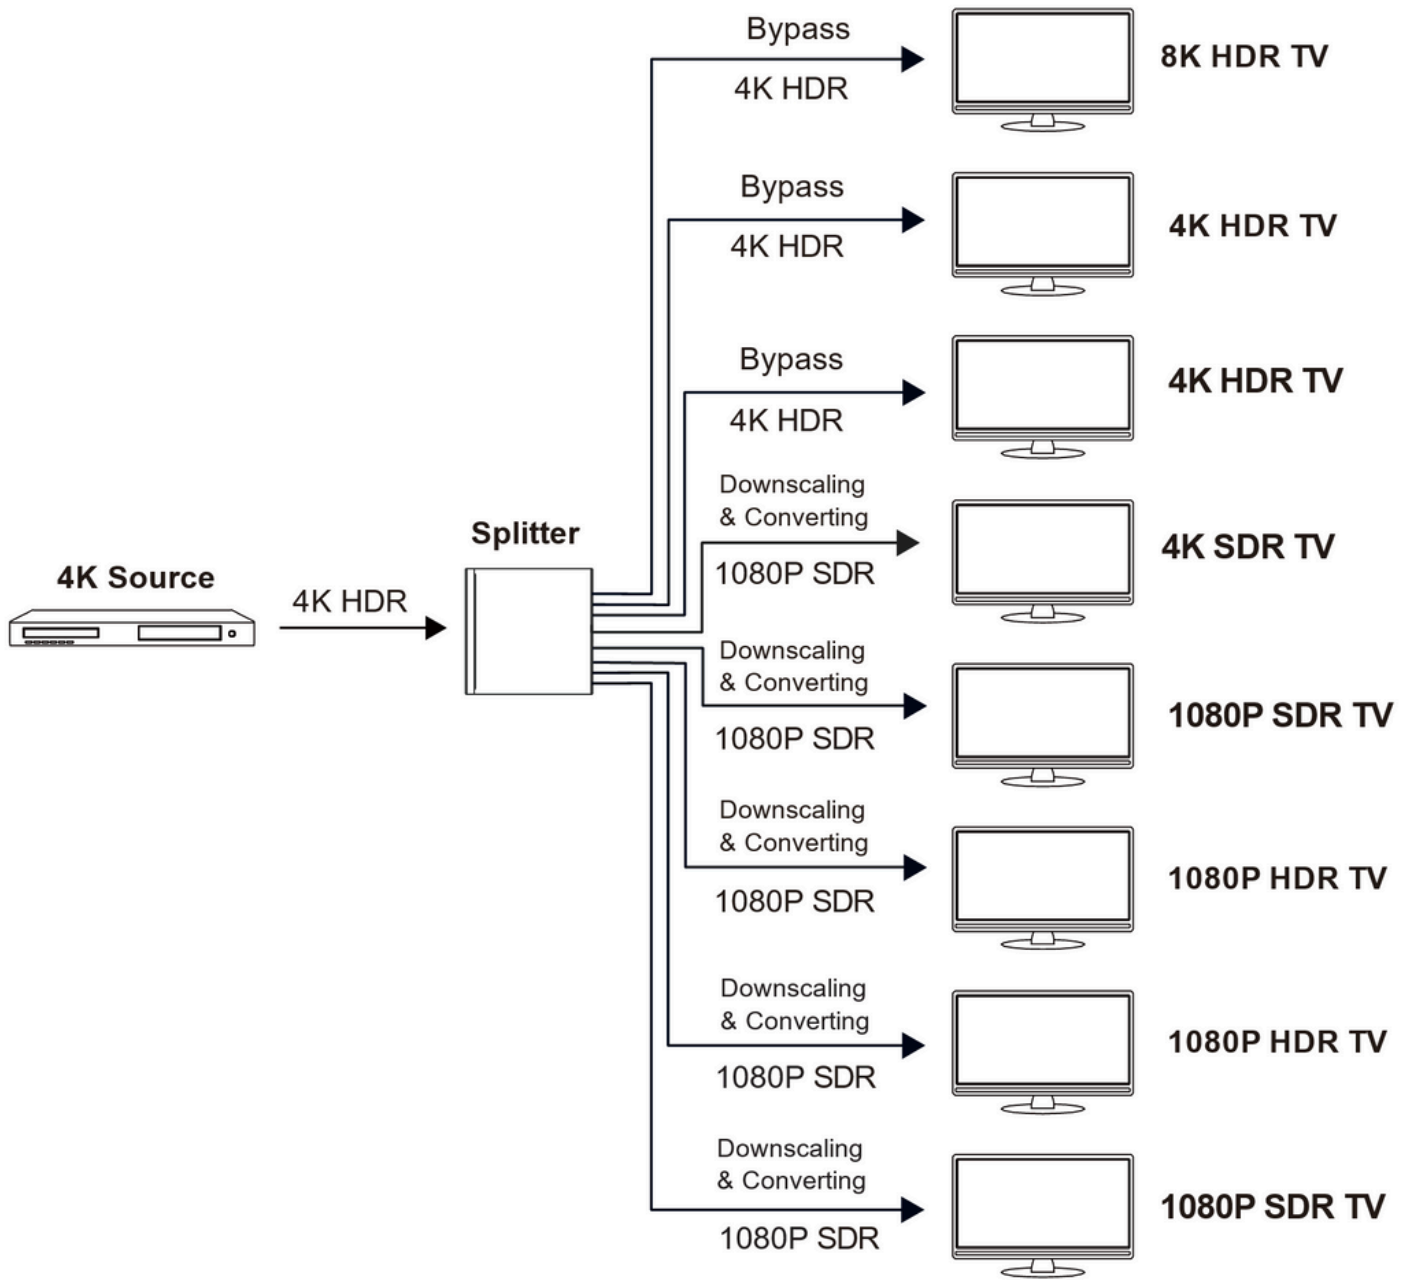 Bypass
4K HDR
8K HDR TV
Bypass
4K HDR
4K HDR TV
Bypass
4K HDR
4K HDR TV
Downscaling
& Converting
1080P SDR
4K SDR TV
Splitter
4K Source
4K HDR
Downscaling
& Converting
1080P SDR
1080P SDR TV
Downscaling
& Converting
1080P SDR
1080P HDR TV
Downscaling
& Converting
1080P SDR
1080P HDR TV
Downscaling
& Converting
1080P SDR
1080P SDR TV